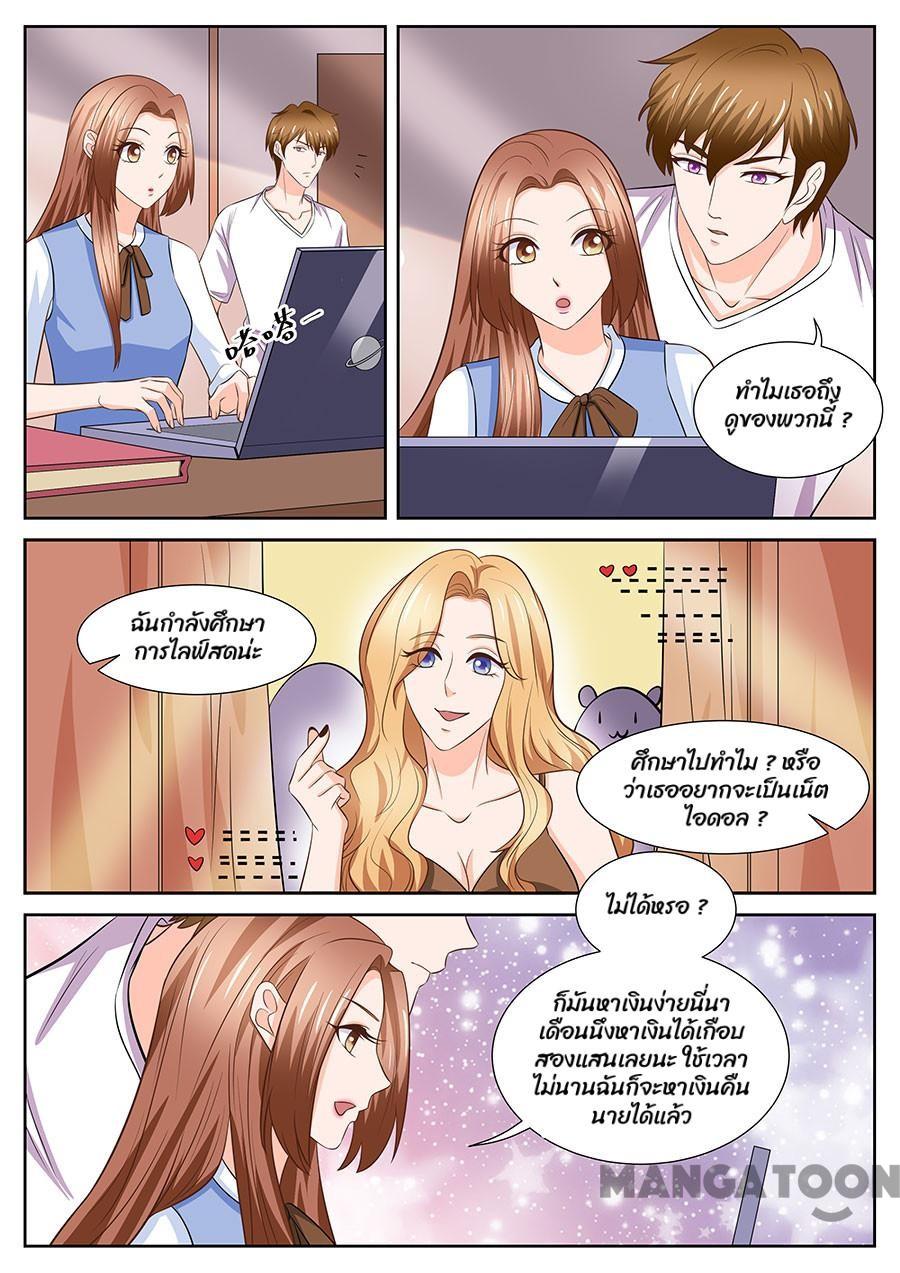 嗒嗒–
ทำไมเธอถึง
ดูของพวกนี้ ?
ฉันกำลังศึกษา
การไลฟ์สดน่ะ
ศึกษาไปทำไม ? หรือ
ว่าเธออยากจะเป็นเน็ต
ไอดอล ?
ไม่ได้หรอ ?
ก็มันหาเงินง่ายนี่นา
เดือนนึงหาเงินได้เกือบ
สองแสนเลยนะ ใช้เวลา
ไม่นานฉันก็จะหาเงินคืน
นายได้แล้ว
MANGATOON